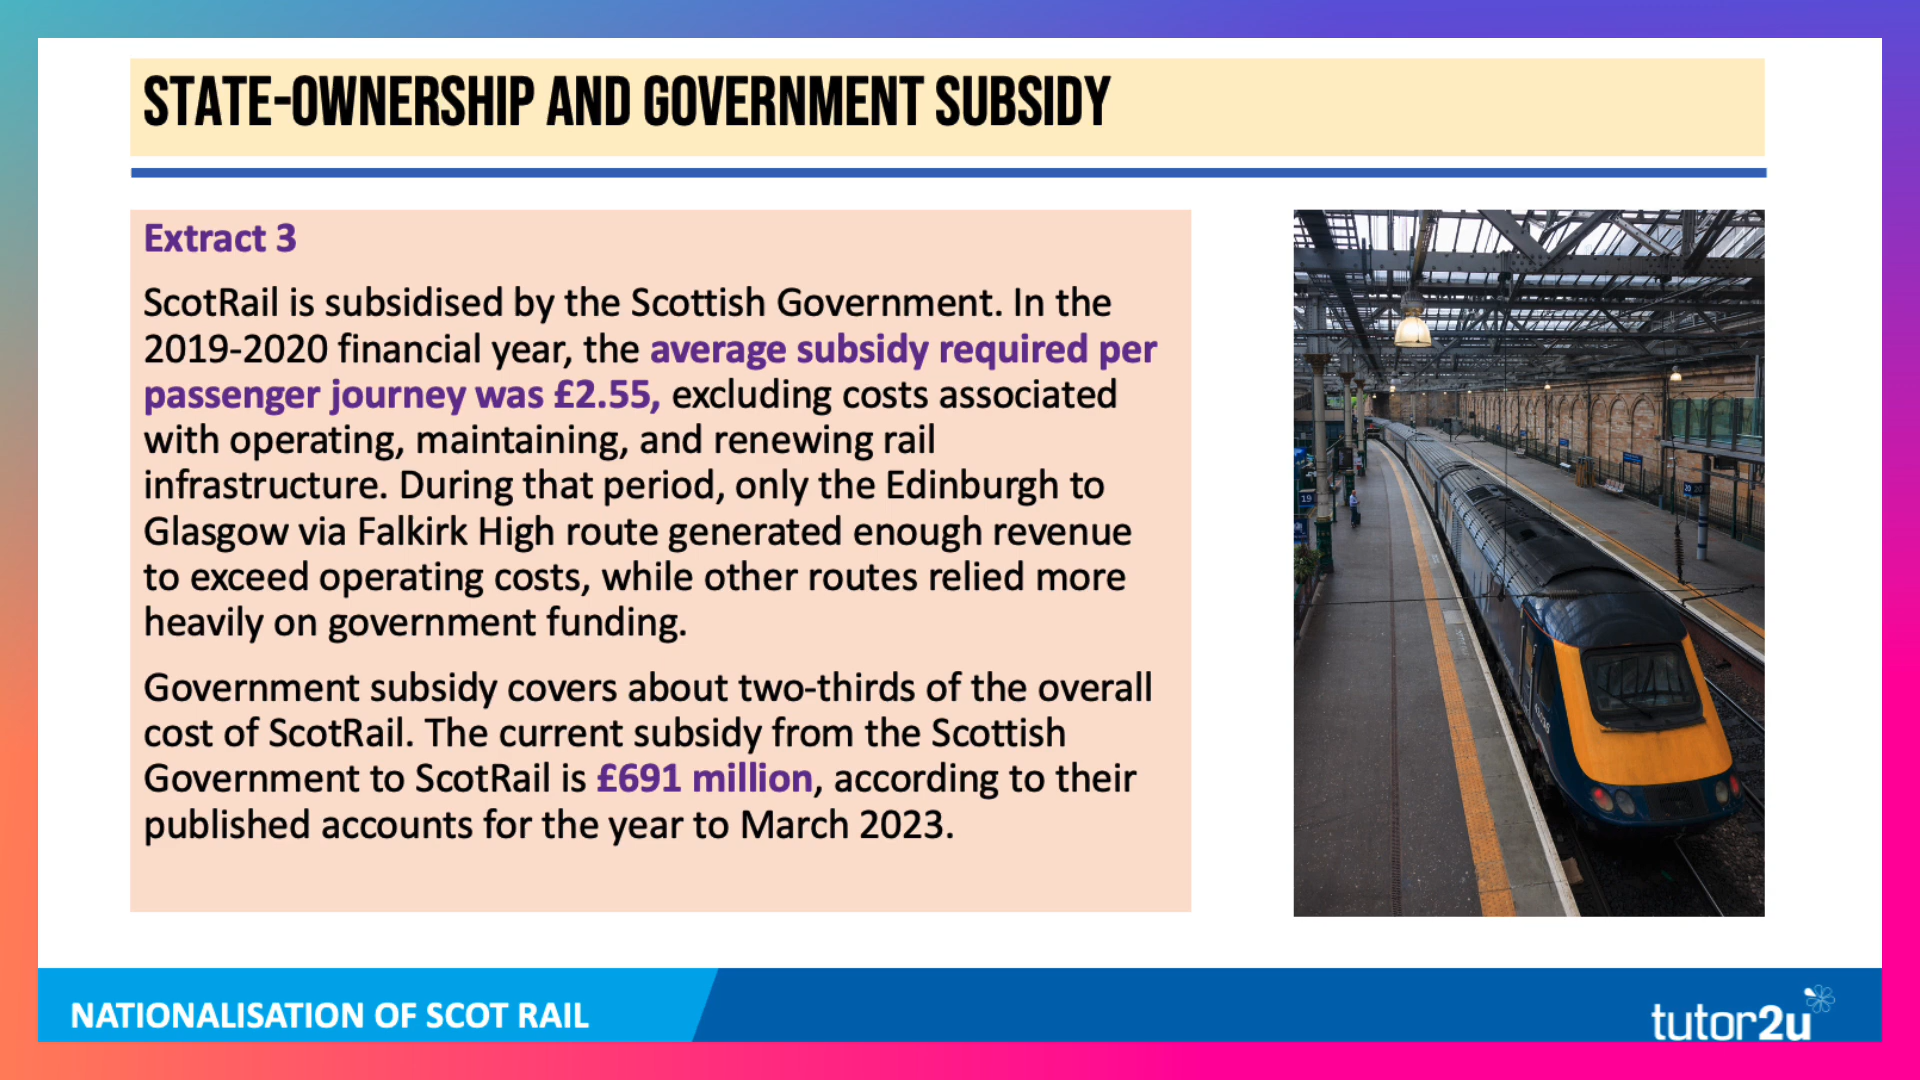 STATE-OWNERSHIP AND GOVERNMENT SUBSIDY
Extract 3
ScotRail is subsidised by the Scottish Government. In the
2019-2020 financial year, the average subsidy required per
passenger journey was £2.55, excluding costs associated
with operating, maintaining, and renewing rail
infrastructure. During that period, only the Edinburgh to
Glasgow via Falkirk High route generated enough revenue
to exceed operating costs, while other routes relied more
heavily on government funding.
Government subsidy covers about two-thirds of the overall
cost of ScotRail. The current subsidy from the Scottish
Government to ScotRail is £691 million, according to their
published accounts for the year to March 2023.
19
20
NATIONALISATION OF SCOT RAIL
tutor2u